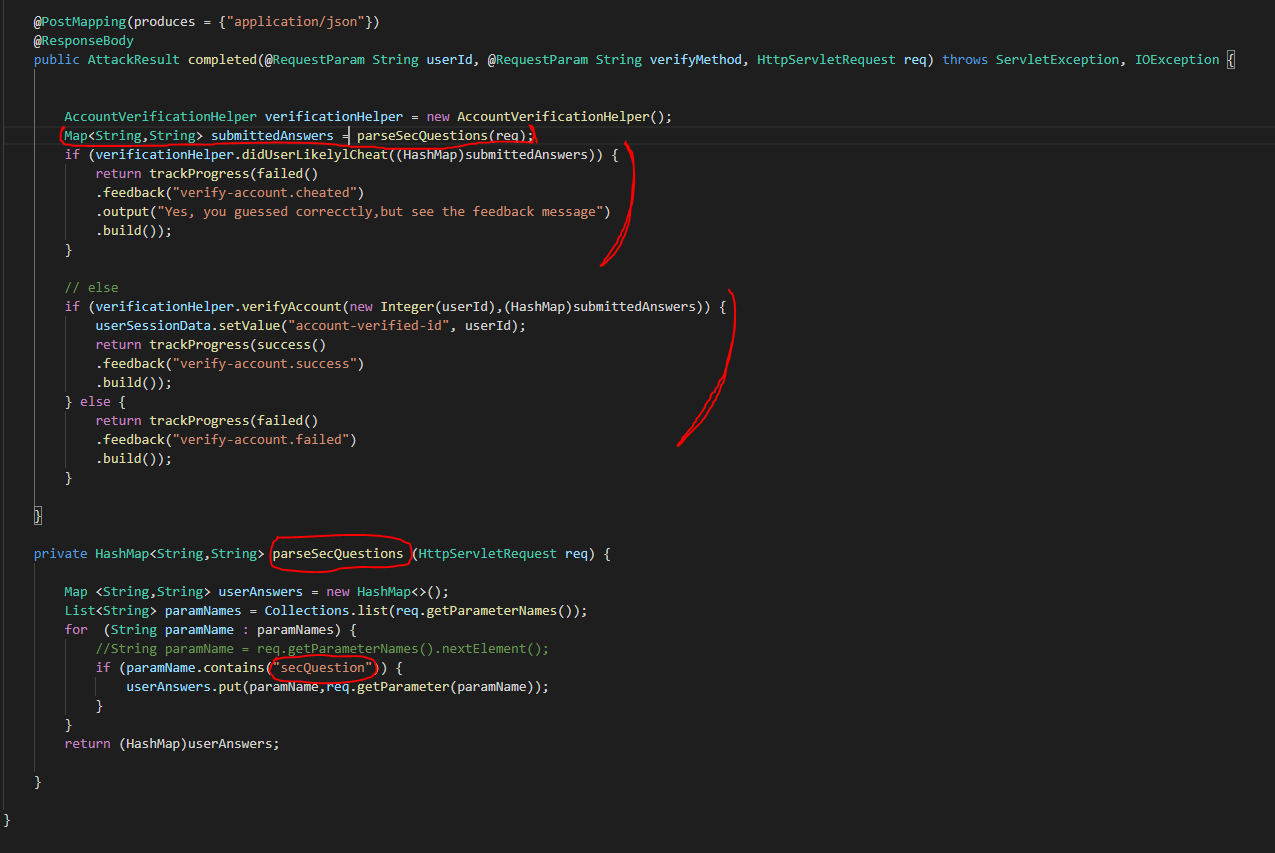 @PostMapping(produces = {"application/json"})
@ResponseBody
public AttackResult completed(@RequestParam String userId, @RequestParam String verifyMethod, HttpServletRequest req) throws ServletException, IOException {
AccountVerificationHelper verificationHelper = new AccountVerificationHelper();
Map<String,String> submittedAnswers = parseSecQuestions(req);
if (verificationHelper.didUserLikelylCheat((HashMap)submittedAnswers)) {
return trackProgress(failed()
.feedback("verify-account.cheated")
.output("Yes, you guessed correcctly,but see the feedback message")
.build());
}
// else
if (verificationHelper.verifyAccount(new Integer(userId),(HashMap)submittedAnswers)) {
userSessionData.setValue("account-verified-id", userId);
return trackProgress(success()
.feedback("verify-account.success")
.build());
} else {
return trackProgress(failed()
.feedback("verify-account.failed")
.build());
}
}
private HashMap<String,String> parseSecQuestions (HttpServletRequest req) {
Map <String,String> userAnswers = new HashMap<>();
List<String> paramNames = Collections.list(req.getParameterNames());
for  (String paramName : paramNames) {
//String paramName = req.getParameterNames().nextElement();
if (paramName.contains("secQuestion")) {
userAnswers.put(paramName,req.getParameter(paramName));
}
}
return (HashMap)userAnswers;
}
}